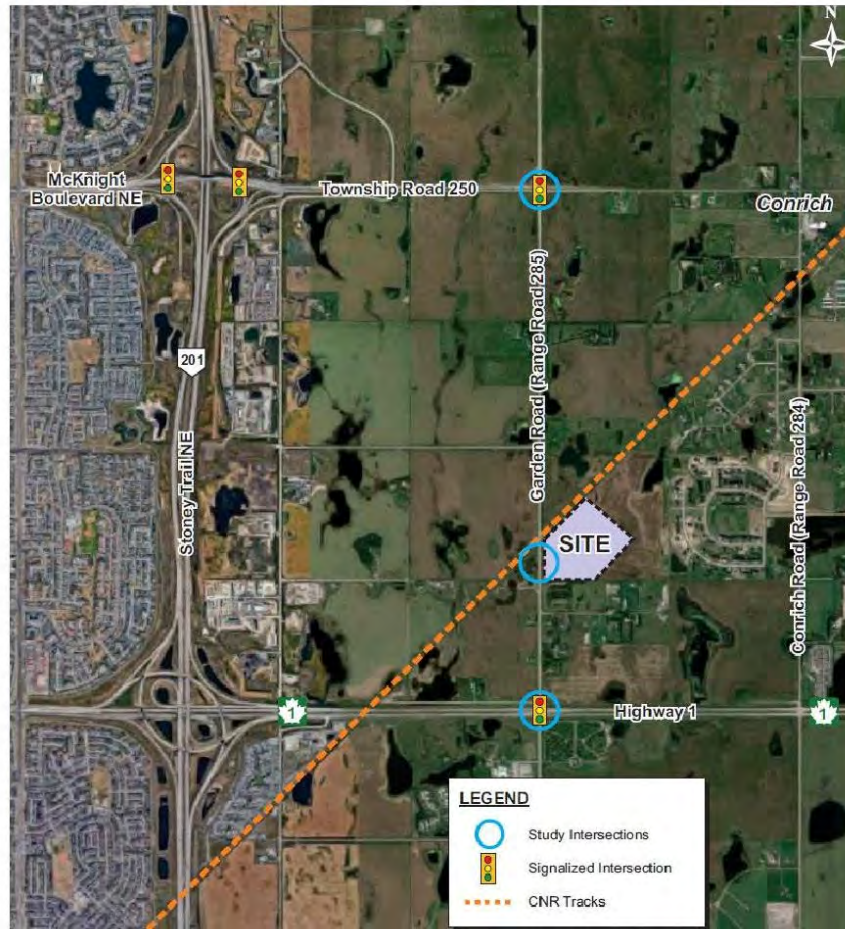 N
McKnight
Boulevard NE
Township Road 250
Conrich
Garden Road (Range Road 285)
201
Stoney Trail NE
Conrich Road (Range Road 284)
SITE
1
Highway 1
1
LEGEND
Study Intersections
Signalized Intersection
CNR Tracks